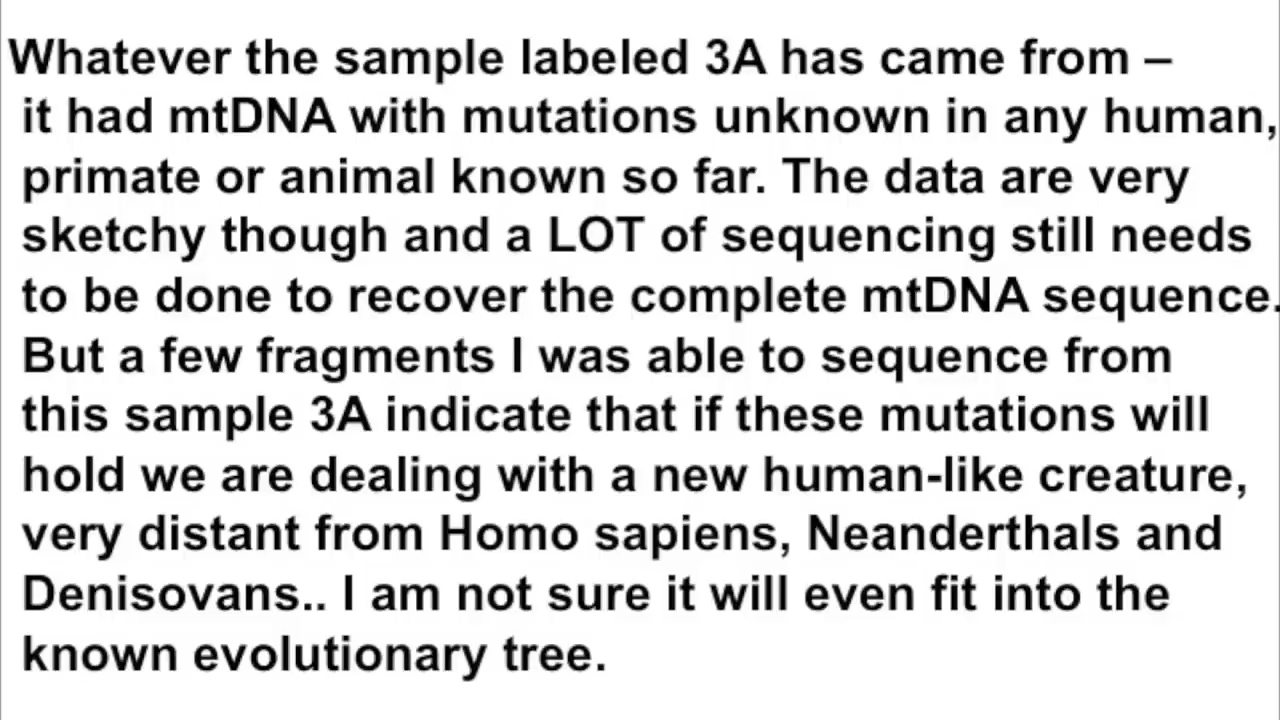 Whatever the sample labeled 3A has came from –
it had mtDNA with mutations unknown in any human,
primate or animal known so far. The data are very
sketchy though and a LOT of sequencing still needs
to be done to recover the complete mtDNA sequence.
But a few fragments I was able to sequence from
this sample 3A indicate that if these mutations will
hold we are dealing with a new human-like creature,
very distant from Homo sapiens, Neanderthals and
Denisovans.. I am not sure it will even fit into the
known evolutionary tree.